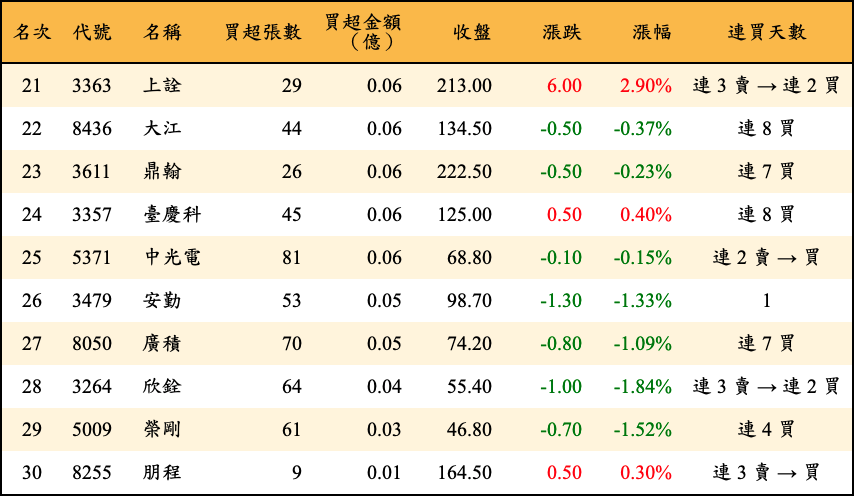 名次 代號 名稱 買超張數 買超金額（億） 收盤 漲跌 漲幅 連買天數
21 3363 上詮 29 0.06 213.00 6.00 2.90% 連 3 賣 → 連 2 買
22 8436 大江 44 0.06 134.50 -0.50 -0.37% 連 8 買
23 3611 鼎翰 26 0.06 222.50 -0.50 -0.23% 連 7 買
24 3357 臺慶科 45 0.06 125.00 0.50 0.40% 連 8 買
25 5371 中光電 81 0.06 68.80 -0.10 -0.15% 連 2 賣 → 買
26 3479 安勤 53 0.05 98.70 -1.30 -1.33% 1
27 8050 廣積 70 0.05 74.20 -0.80 -1.09% 連 7 買
28 3264 欣銓 64 0.04 55.40 -1.00 -1.84% 連 3 賣 → 連 2 買
29 5009 榮剛 61 0.03 46.80 -0.70 -1.52% 連 4 買
30 8255 朋程 9 0.01 164.50 0.50 0.30% 連 3 賣 → 買